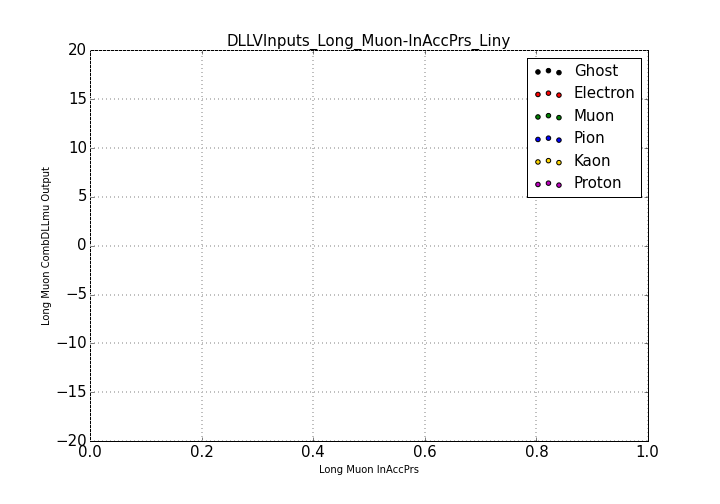 DLLVInputs_Long_Muon-InAccPrs_Liny
20
15
10
5
0
−5
−10
−15
−20
Long Muon CombDLLmu Output
Ghost
Electron
Muon
Pion
Kaon
Proton
0.0 0.2 0.4 0.6 0.8 1.0
Long Muon InAccPrs